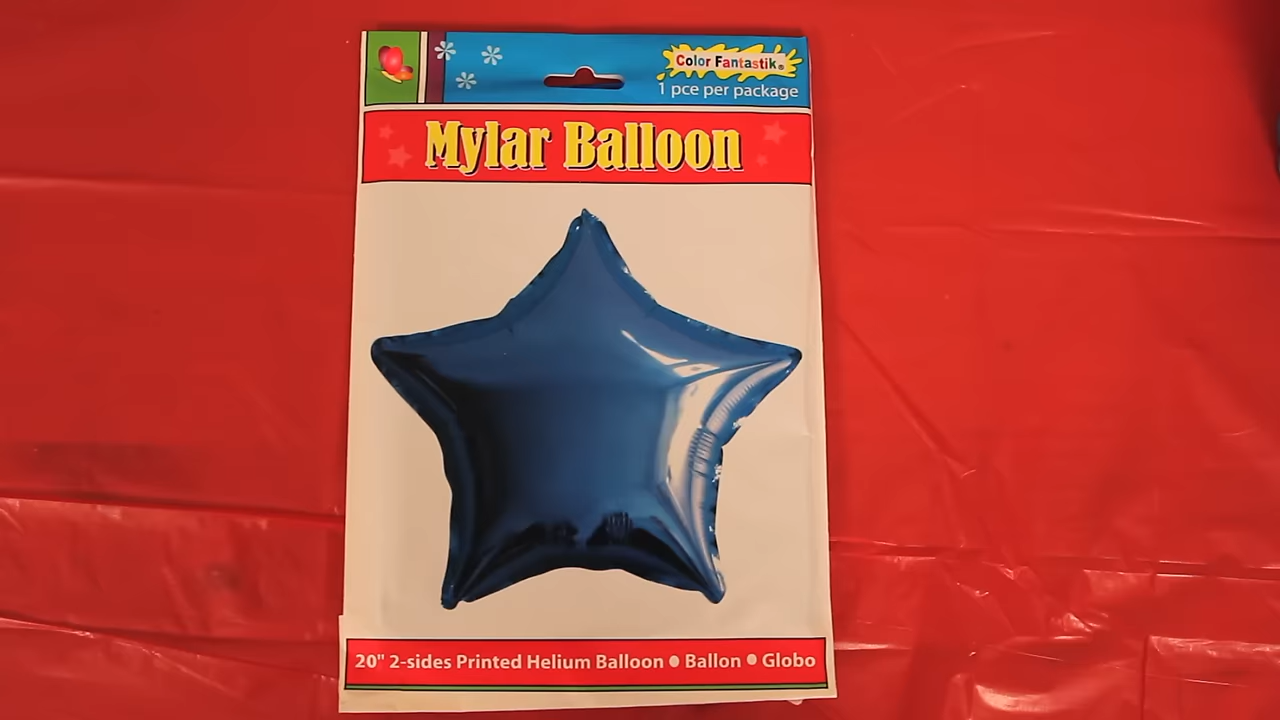 Color Fantastik
1 pce per package
Mylar Balloon
20" 2-sides Printed Helium Balloon ● Ballon ● Globo